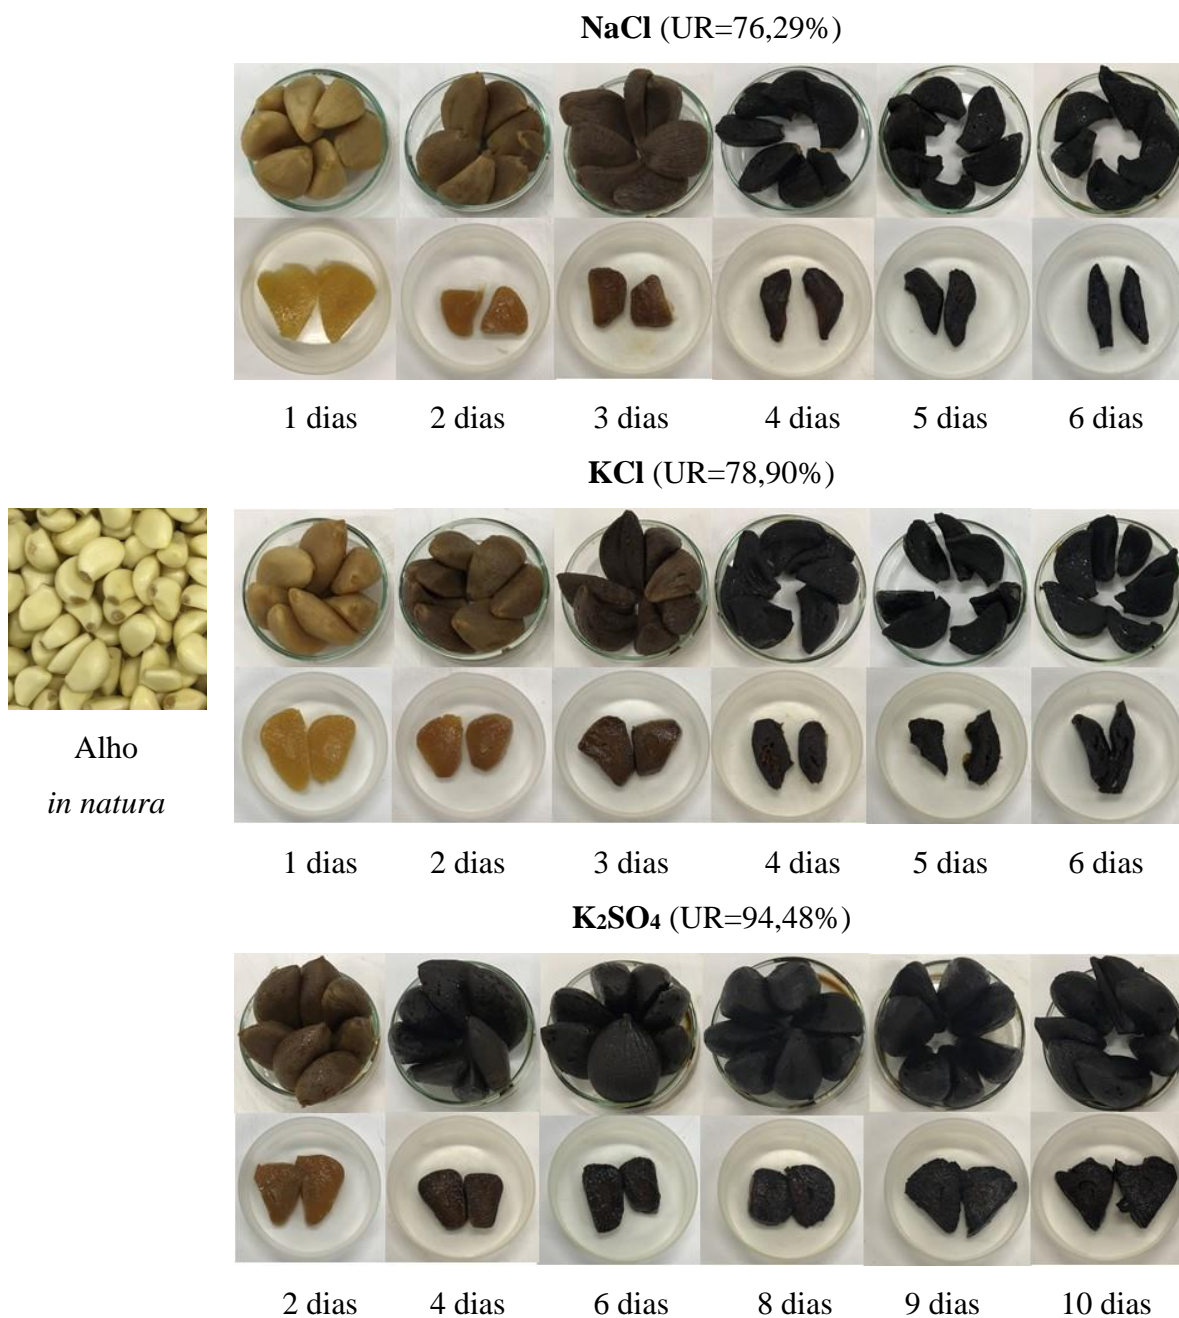 NaCl (UR=76,29%)
1 dias 2 dias 3 dias 4 dias 5 dias 6 dias
KCl (UR=78,90%)
Alho
in natura
1 dias 2 dias 3 dias 4 dias 5 dias 6 dias
K₂SO₄ (UR=94,48%)
2 dias 4 dias 6 dias 8 dias 9 dias 10 dias